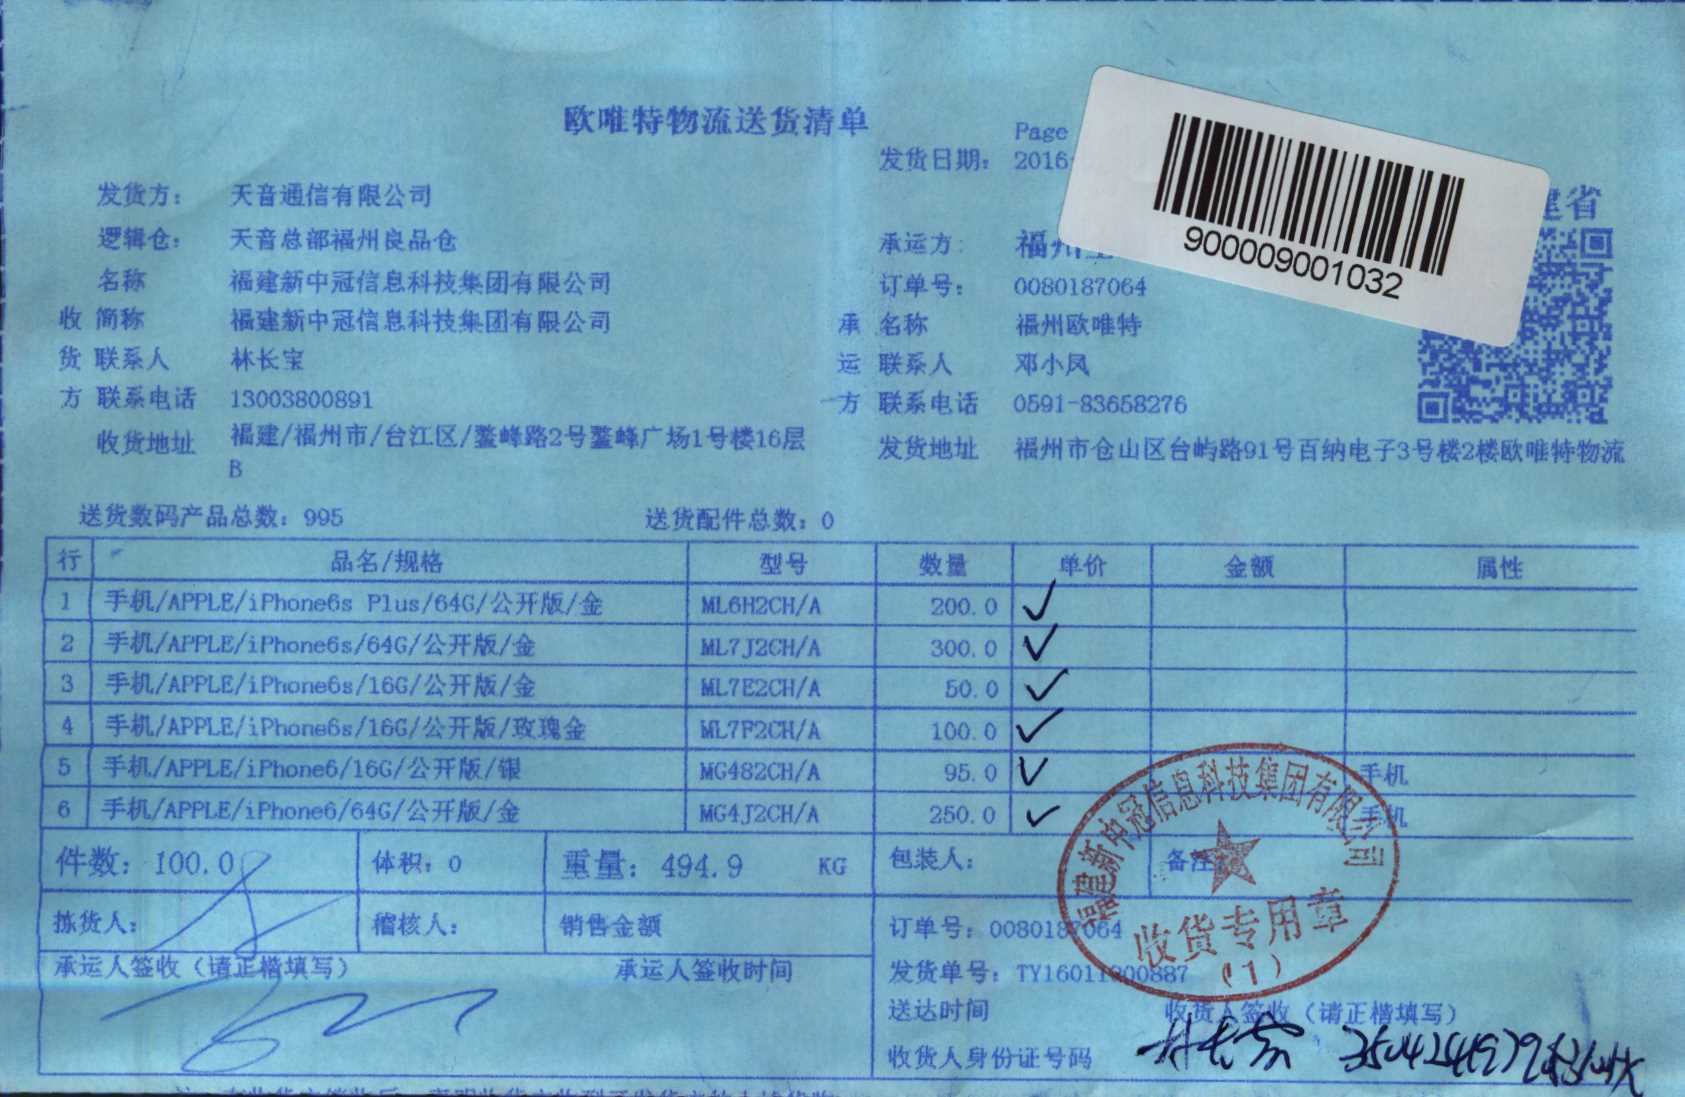 欧唯特物流送货清单
Page
发货日期: 2016
900009001032
发货方: 天音通信有限公司
建省
逻辑仓: 天音总部福州良品仓
承运方: 福州
名称 福建新中冠信息科技集团有限公司
订单号: 0080187064
收 简称 福建新中冠信息科技集团有限公司
承 名称 福州欧唯特
货 联系人 林长宝
运 联系人 邓小凤
方 联系电话 13003800891
方 联系电话 0591-83658276
收货地址 福建/福州市/台江区/鳌峰路2号鳌峰广场1号楼16层
B
发货地址 福州市仓山区台屿路91号百纳电子3号楼2楼欧唯特物流
送货数码产品总数: 995 送货配件总数: 0
行 品名/规格 型号 数量 单价 金额 属性
1 手机/APPLE/iPhone6s Plus/64G/公开版/金 ML6H2CH/A 200.0
2 手机/APPLE/iPhone6s/64G/公开版/金 ML7J2CH/A 300.0
3 手机/APPLE/iPhone6s/16G/公开版/金 ML7E2CH/A 50.0
4 手机/APPLE/iPhone6s/16G/公开版/玫瑰金 ML7F2CH/A 100.0
5 手机/APPLE/iPhone6/16G/公开版/银 MG482CH/A 95.0 手机
6 手机/APPLE/iPhone6/64G/公开版/金 MG4J2CH/A 250.0 手机
件数: 100.0 体积: 0 重量: 494.9 KG 包装人: 备注
福建新中冠信息科技集团有限公司
收货专用章
(1)
拣货人: 稽核人: 销售金额 订单号: 0080187064
承运人签收（请正楷填写） 承运人签收时间 发货单号: TY16011800887
送达时间 收货人签收（请正楷填写）
收货人身份证号码 林长宝